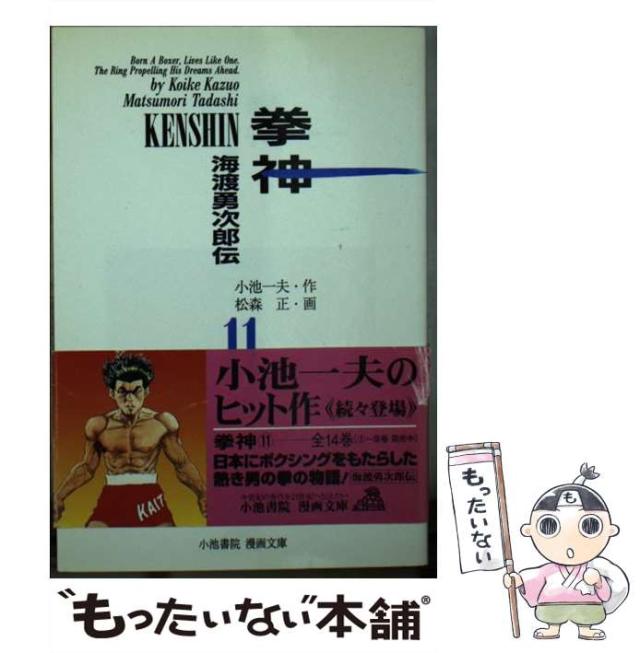 Born A Boxer, Lives Like One.
The Ring Propelling His Dreams Ahead.
by Koike Kazuo
Matsumori Tadashi
KENSHIN
拳神
海渡勇次郎伝
小池一夫・作
松森 正・画
11
小池一夫の
ヒット作《続々登場》
拳神 11 全14巻
日本にボクシングをもたらした
熱き男の拳の物語!
小池書院 漫画文庫
KAIT
小池書院 漫画文庫
もったいない
“もったいない”本舗®